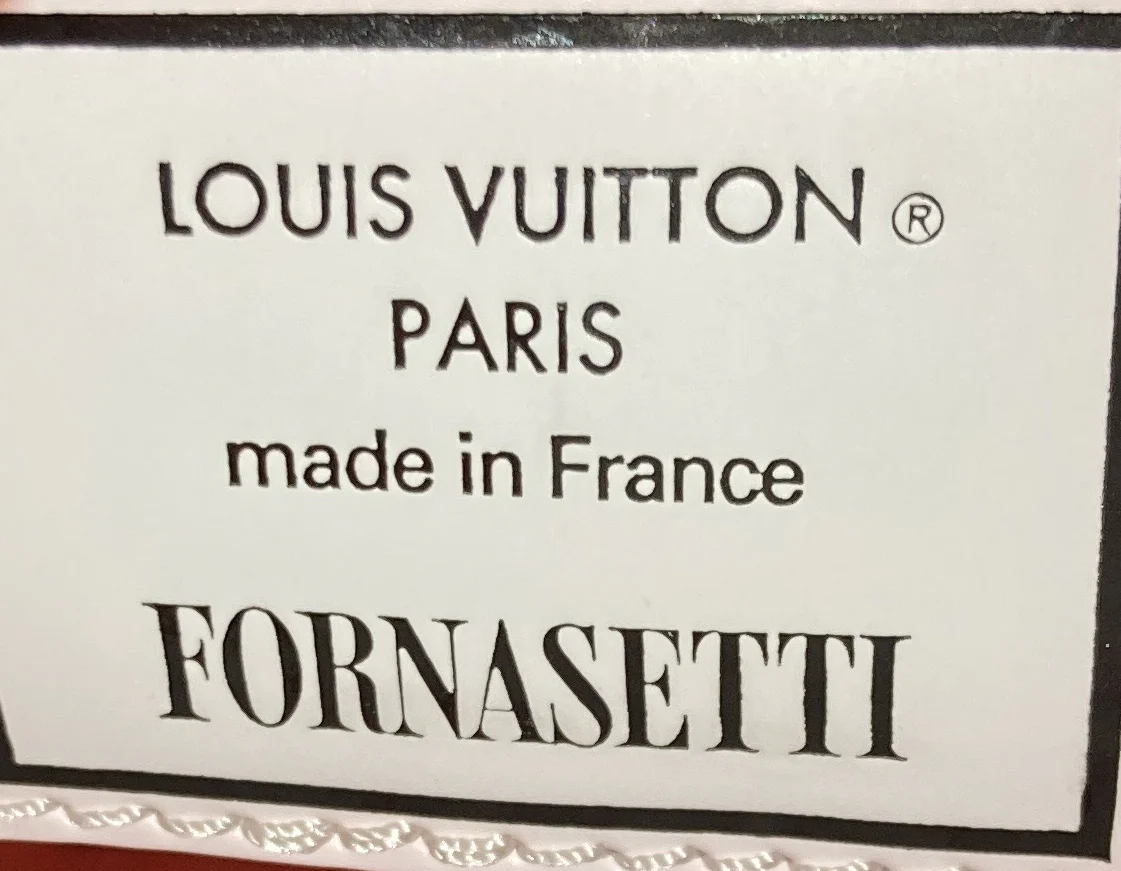 LOUIS VUITTON ®
PARIS
made in France
FORNASETTI